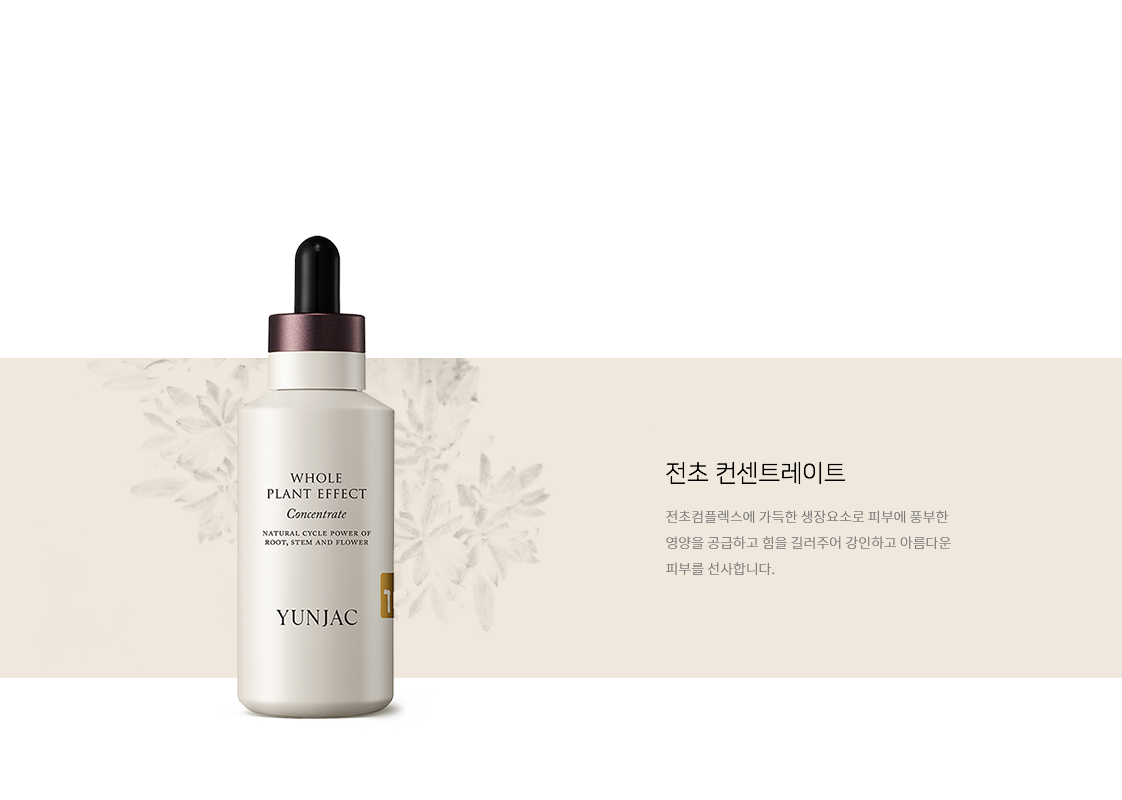 WHOLE
PLANT EFFECT
Concentrate
NATURAL CYCLE POWER OF
ROOT, STEM AND FLOWER
YUNJAC
전초 컨센트레이트
전초컴플렉스에 가득한 생장요소로 피부에 풍부한
영양을 공급하고 힘을 길러주어 강인하고 아름다운
피부를 선사합니다.